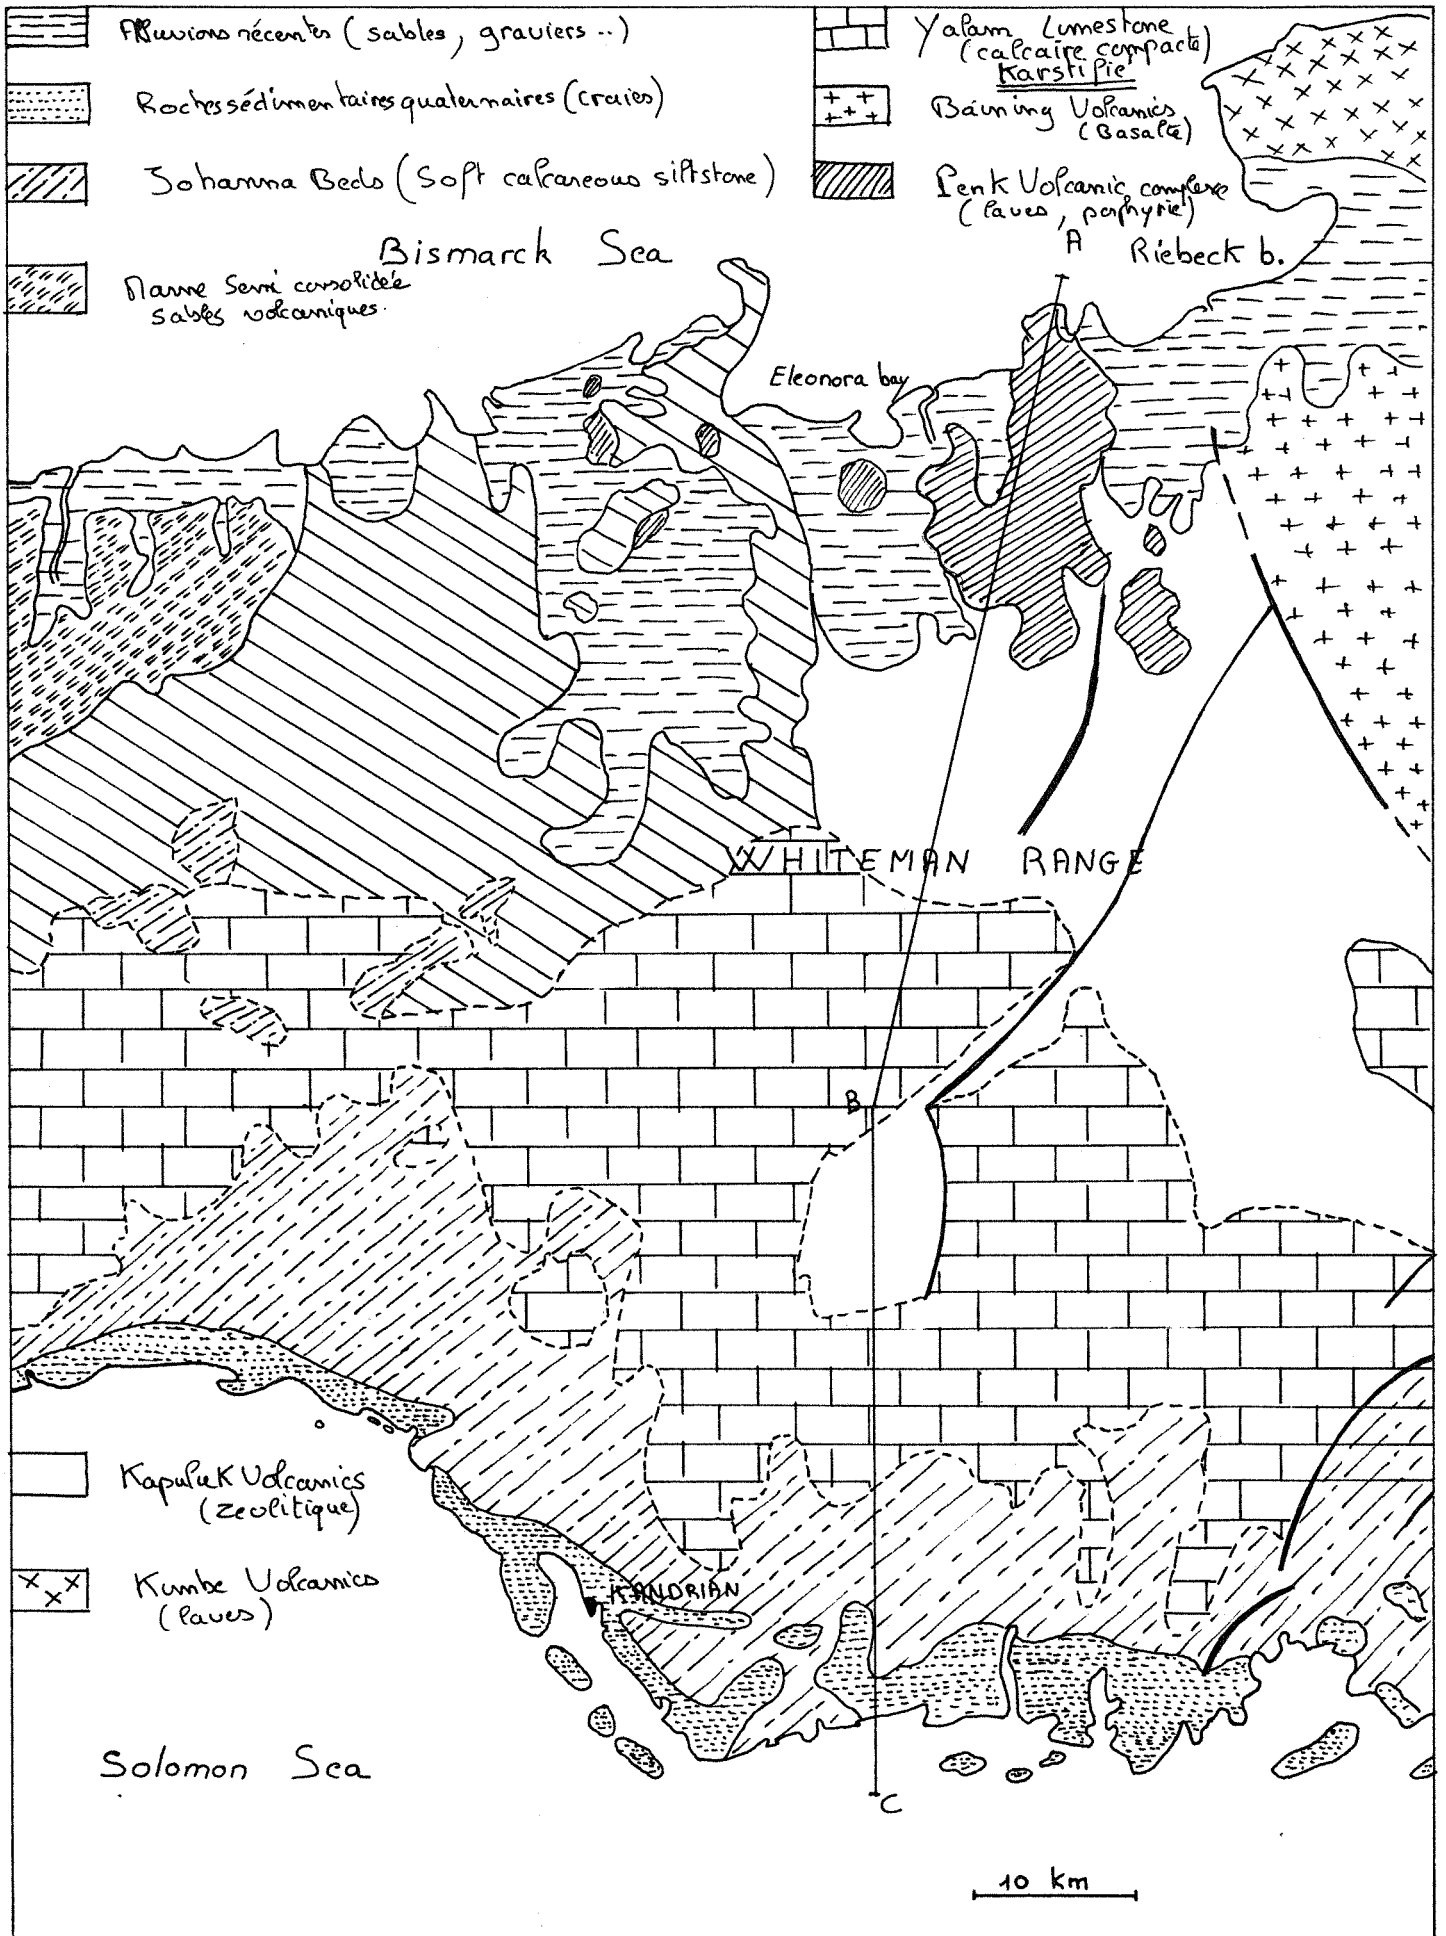 Alluvions récentes (sables, graviers ..)
Roches sédimentaires quaternaires (craies)
Johanna Beds (Soft calcareous siltstone)
Marne Semi consolidée
sables volcaniques.
Yalam Limestone
(calcaire compacte)
Karstifie
Baining Volcanics
(Basalte)
Penk Volcanic complexe
(laves, porphyrie)
Bismarck Sea
A
Riebeck b.
Eleonora bay
WHITEMAN RANGE
B
Kapuluk Volcanics
(zeolitique)
Kumbe Volcanics
(laves)
KANDRIAN
Solomon Sea
C
10 km